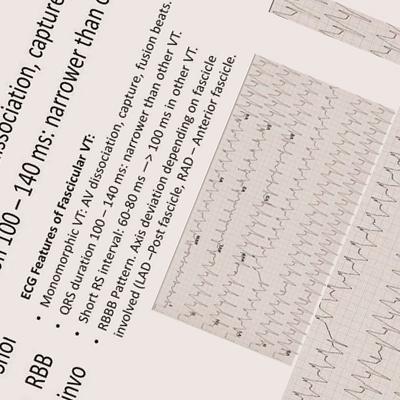 ssociation, capture
on 100 – 140 ms: narrower than o
ECG Features of Fascicular VT:
• Monomorphic VT: AV dissociation, capture, fusion beats.
• QRS duration 100 – 140 ms: narrower than other VT.
• Short RS interval: 60-80 ms —> 100 ms in other VT.
• RBBB Pattern. Axis deviation depending on fascicle
involved (LAD –Post fascicle, RAD – Anterior fascicle.
RBB
invo